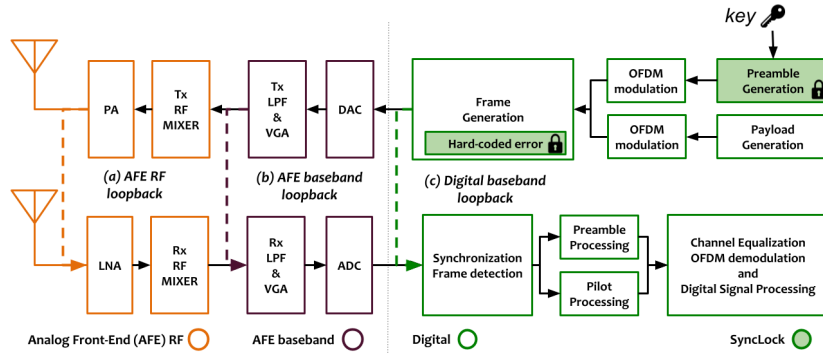 key
PA
Tx
RF
MIXER
Tx
LPF
&
VGA
DAC
Frame
Generation
Hard-coded error
OFDM
modulation
Preamble
Generation
OFDM
modulation
Payload
Generation
(a) AFE RF
loopback
(b) AFE baseband
loopback
(c) Digital baseband
loopback
LNA
Rx
RF
MIXER
Rx
LPF
&
VGA
ADC
Synchronization
Frame detection
Preamble
Processing
Pilot
Processing
Channel Equalization
OFDM demodulation
and
Digital Signal Processing
Analog Front-End (AFE) RF
AFE baseband
Digital
SyncLock